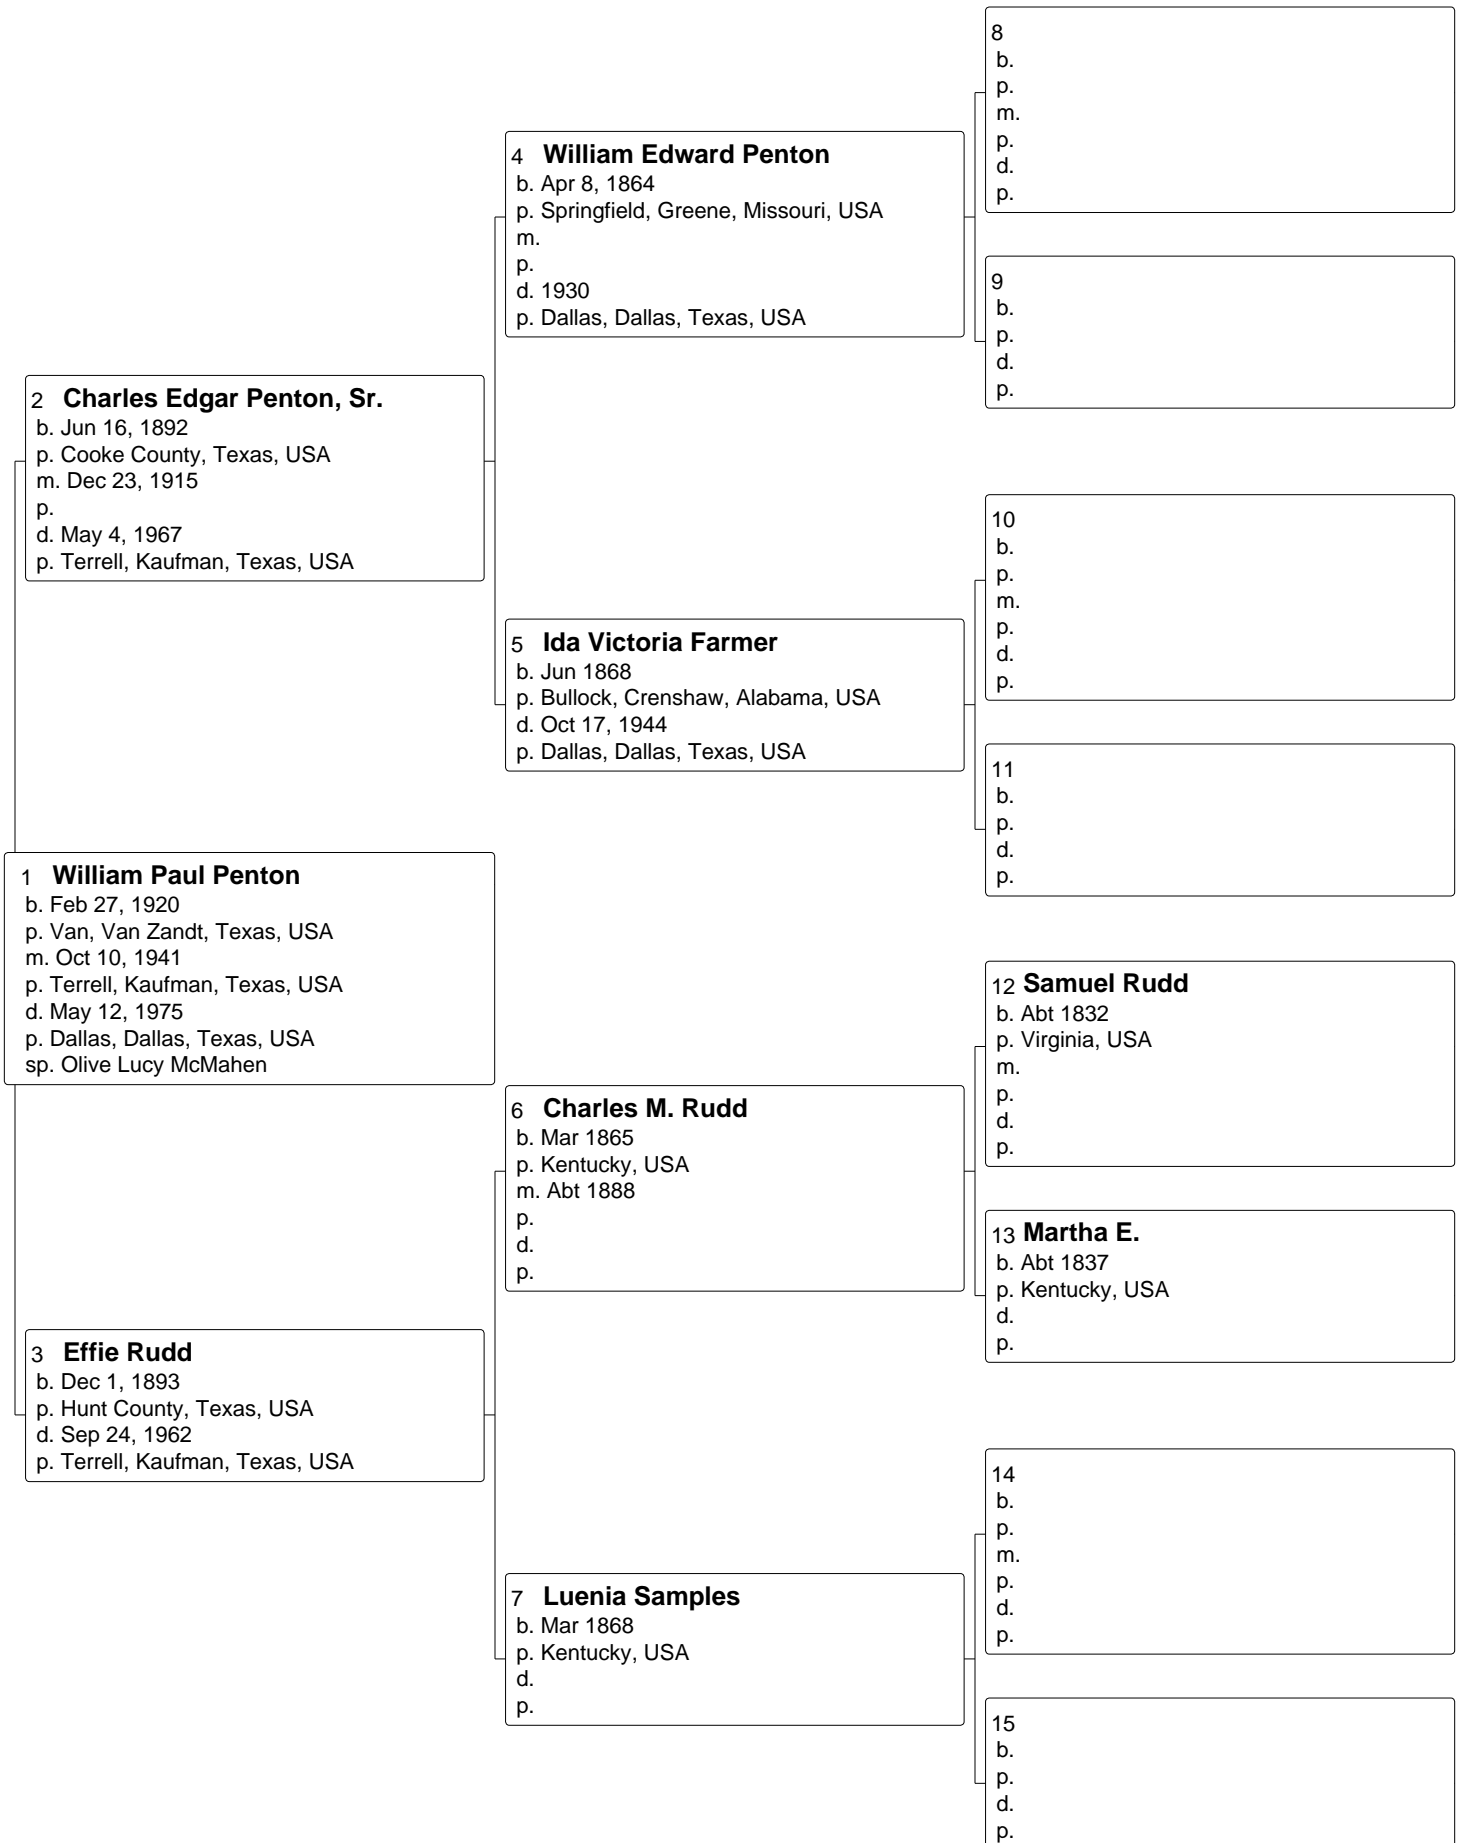 8
b.
p.
m.
p.
d.
p.
4 William Edward Penton
b. Apr 8, 1864
p. Springfield, Greene, Missouri, USA
m.
p.
d. 1930
p. Dallas, Dallas, Texas, USA
9
b.
p.
d.
p.
2 Charles Edgar Penton, Sr.
b. Jun 16, 1892
p. Cooke County, Texas, USA
m. Dec 23, 1915
p.
d. May 4, 1967
p. Terrell, Kaufman, Texas, USA
10
b.
p.
m.
p.
d.
p.
5 Ida Victoria Farmer
b. Jun 1868
p. Bullock, Crenshaw, Alabama, USA
d. Oct 17, 1944
p. Dallas, Dallas, Texas, USA
11
b.
p.
d.
p.
1 William Paul Penton
b. Feb 27, 1920
p. Van, Van Zandt, Texas, USA
m. Oct 10, 1941
p. Terrell, Kaufman, Texas, USA
d. May 12, 1975
p. Dallas, Dallas, Texas, USA
sp. Olive Lucy McMahen
12 Samuel Rudd
b. Abt 1832
p. Virginia, USA
m.
p.
d.
p.
6 Charles M. Rudd
b. Mar 1865
p. Kentucky, USA
m. Abt 1888
p.
d.
p.
13 Martha E.
b. Abt 1837
p. Kentucky, USA
d.
p.
3 Effie Rudd
b. Dec 1, 1893
p. Hunt County, Texas, USA
d. Sep 24, 1962
p. Terrell, Kaufman, Texas, USA
14
b.
p.
m.
p.
d.
p.
7 Luenia Samples
b. Mar 1868
p. Kentucky, USA
d.
p.
15
b.
p.
d.
p.